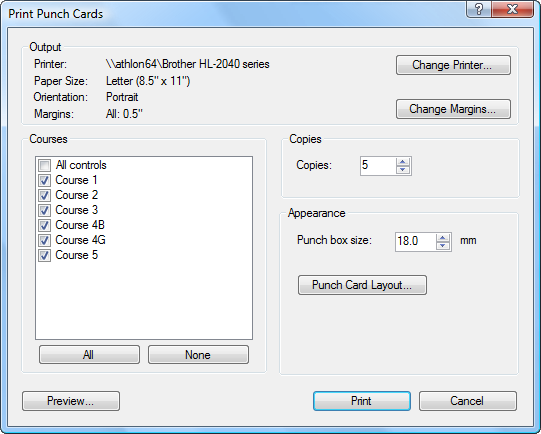 Print Punch Cards
?
Output
Printer: \\athlon64\Brother HL-2040 series
Change Printer...
Paper Size: Letter (8.5" x 11")
Orientation: Portrait
Margins: All: 0.5"
Change Margins...
Courses
All controls
Course 1
Course 2
Course 3
Course 4B
Course 4G
Course 5
All
None
Copies
Copies: 5
Appearance
Punch box size: 18.0 mm
Punch Card Layout...
Preview...
Print
Cancel